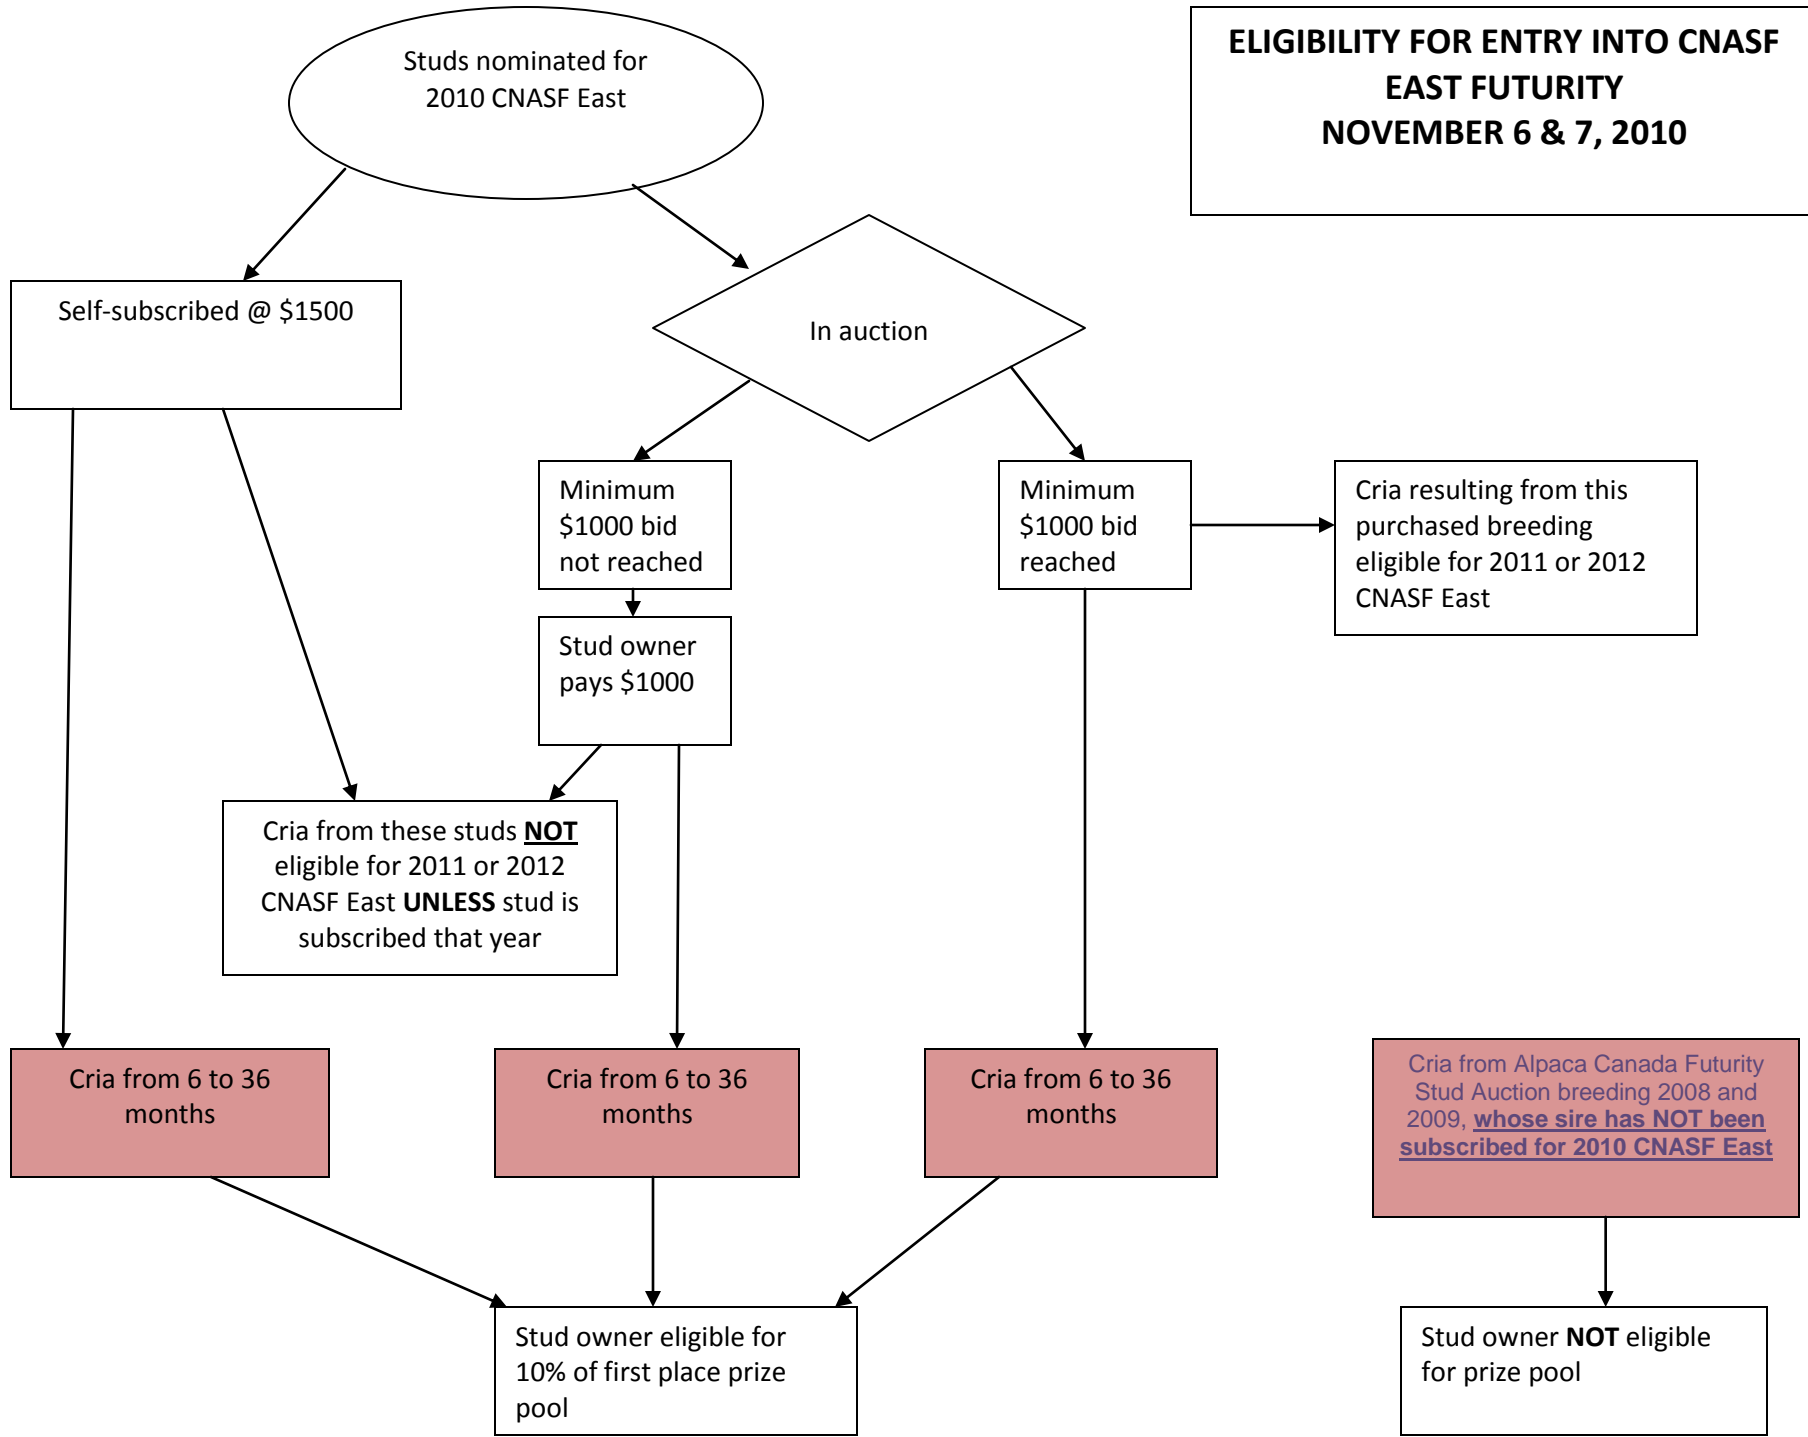 Studs nominated for
2010 CNASF East
ELIGIBILITY FOR ENTRY INTO CNASF
EAST FUTURITY
NOVEMBER 6 & 7, 2010
Self-subscribed @ $1500
In auction
Minimum
$1000 bid
not reached
Minimum
$1000 bid
reached
Cria resulting from this
purchased breeding
eligible for 2011 or 2012
CNASF East
Stud owner
pays $1000
Cria from these studs NOT
eligible for 2011 or 2012
CNASF East UNLESS stud is
subscribed that year
Cria from 6 to 36
months
Cria from 6 to 36
months
Cria from 6 to 36
months
Cria from Alpaca Canada Futurity
Stud Auction breeding 2008 and
2009, whose sire has NOT been
subscribed for 2010 CNASF East
Stud owner eligible for
10% of first place prize
pool
Stud owner NOT eligible
for prize pool